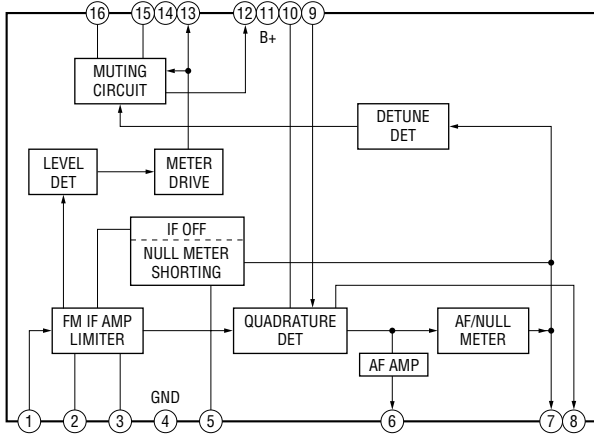 16 15 14 13 12 11 10 9
B+
MUTING
CIRCUIT
DETUNE
DET
LEVEL
DET
METER
DRIVE
IF OFF
NULL METER
SHORTING
FM IF AMP
LIMITER
QUADRATURE
DET
AF/NULL
METER
AF AMP
GND
1 2 3 4 5 6 7 8